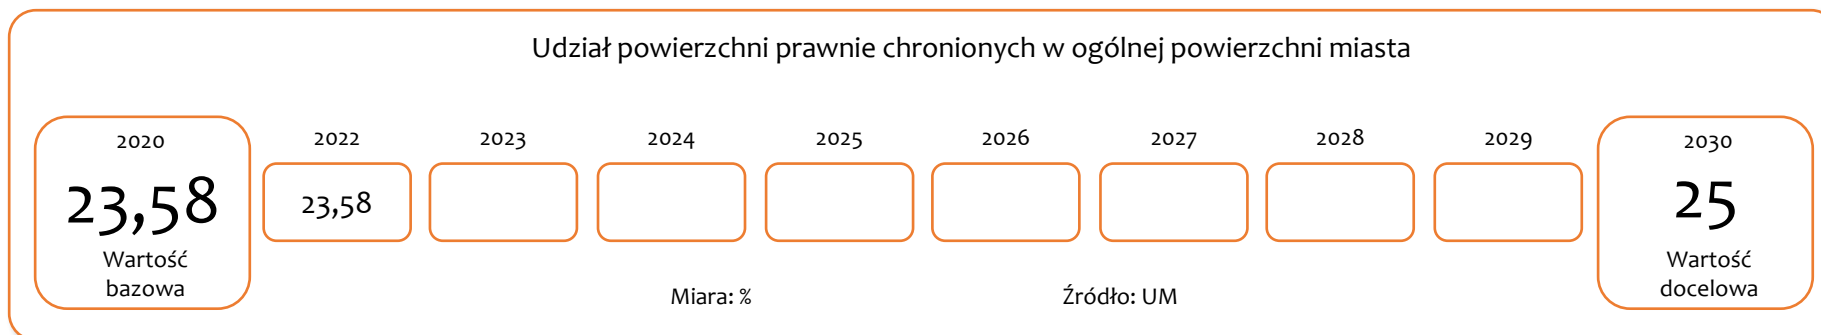 Udział powierzchni prawnie chronionych w ogólnej powierzchni miasta
2020
23,58
Wartość
bazowa
2022
23,58
2023
2024
2025
2026
2027
2028
2029
2030
25
Wartość
docelowa
Miara: %
Źródło: UM